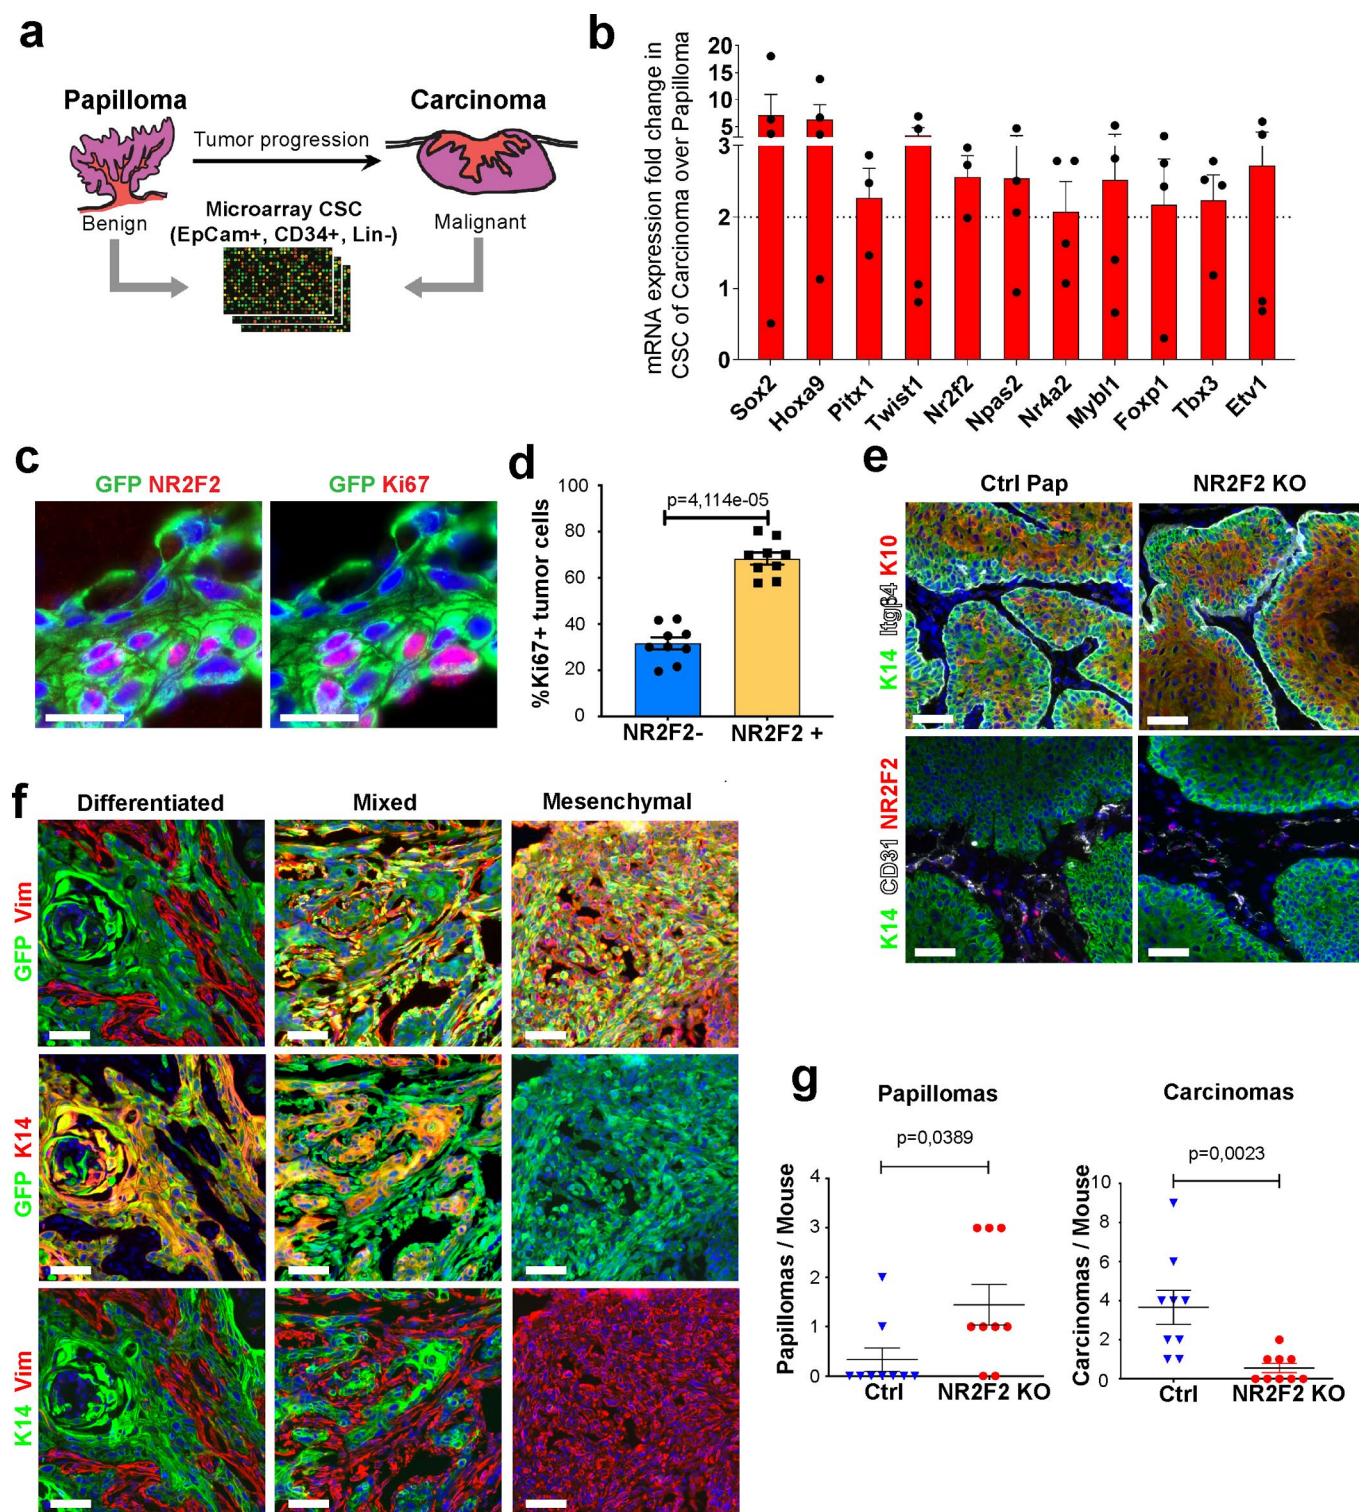 a
Papilloma
Carcinoma
Tumor progression
Benign
Malignant
Microarray CSC
(EpCam+, CD34+, Lin-)
b
mRNA expression fold change in
CSC of Carcinoma over Papilloma
20
15
10
5
3
2
1
0
Sox2
Hoxa9
Pitx1
Twist1
Nr2f2
Npas2
Nr4a2
Mybl1
Foxp1
Tbx3
Etv1
c
GFP NR2F2
GFP Ki67
d
%Ki67+ tumor cells
100
80
60
40
20
0
p=4,114e-05
NR2F2-
NR2F2 +
e
Ctrl Pap
NR2F2 KO
K14 Itgβ4 K10
K14 CD31 NR2F2
f
Differentiated
Mixed
Mesenchymal
GFP Vim
GFP K14
K14 Vim
g
Papillomas
p=0,0389
Papillomas / Mouse
4
3
2
1
0
Ctrl
NR2F2 KO
Carcinomas
p=0,0023
Carcinomas / Mouse
10
8
6
4
2
0
Ctrl
NR2F2 KO